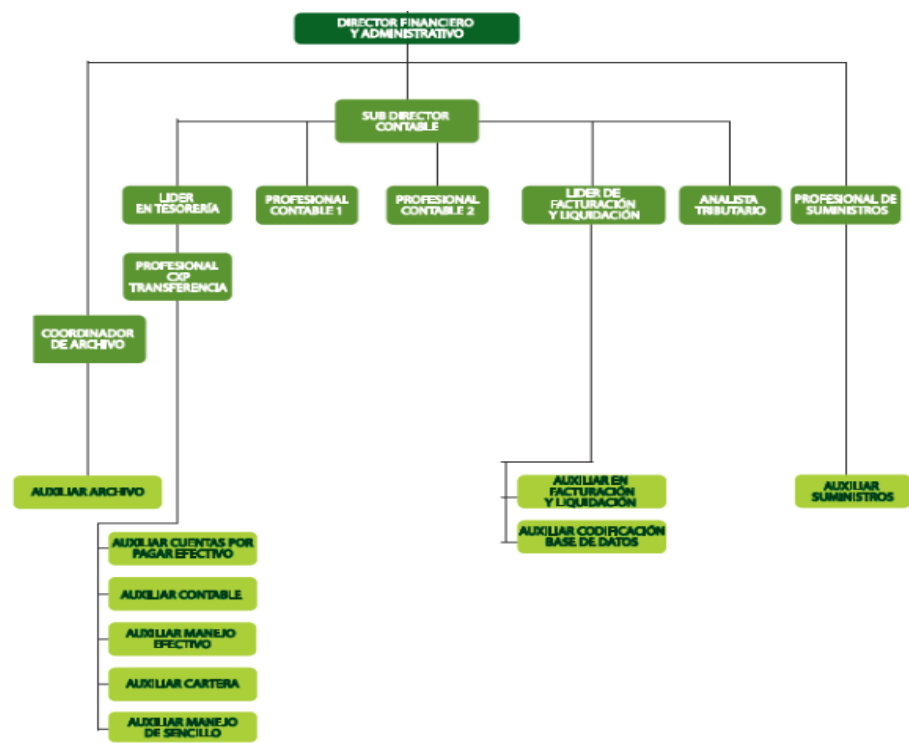 DIRECTOR FINANCIERO
Y ADMINISTRATIVO
SUB DIRECTOR
CONTABLE
LIDER
EN TESORERÍA
PROFESIONAL
CONTABLE 1
PROFESIONAL
CONTABLE 2
LIDER DE
FACTURACIÓN
Y LIQUIDACIÓN
ANALISTA
TRIBUTARIO
PROFESIONAL DE
SUMINISTROS
PROFESIONAL
CXP
TRANSFERENCIA
COORDINADOR
DE ARCHIVO
AUXILIAR ARCHIVO
AUXILIAR EN
FACTURACIÓN
Y LIQUIDACIÓN
AUXILIAR
SUMINISTROS
AUXILIAR CODIFICACIÓN
BASE DE DATOS
AUXILIAR CUENTAS POR
PAGAR EFECTIVO
AUXILIAR CONTABLE
AUXILIAR MANEJO
EFECTIVO
AUXILIAR CARTERA
AUXILIAR MANEJO
DE SENCILLO